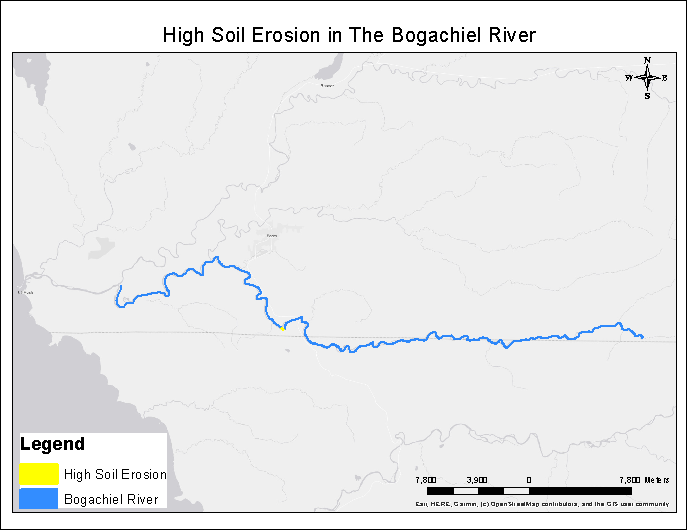 High Soil Erosion in The Bogachiel River
N
W E
S
Forks
Legend
High Soil Erosion
Bogachiel River
7,800 3,900 0 7,800 Meters
Esri, HERE, Garmin, (c) OpenStreetMap contributors, and the GIS user community